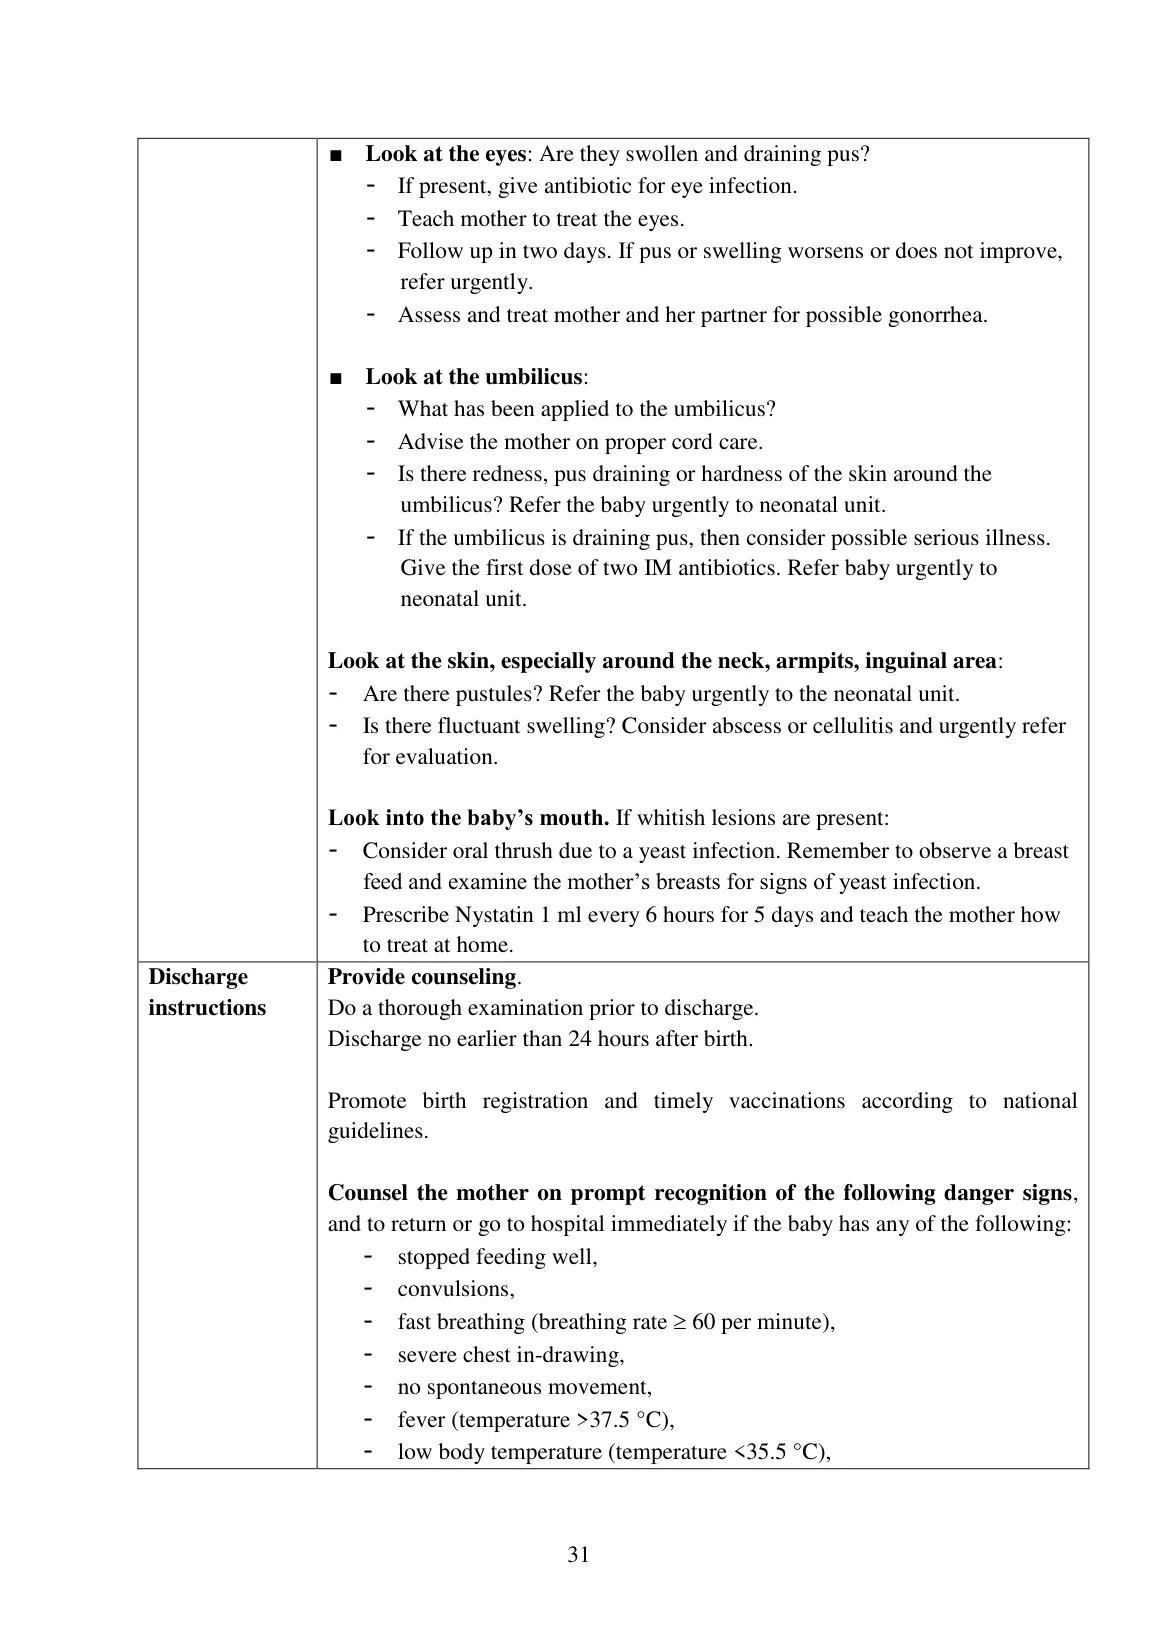 ■ Look at the eyes: Are they swollen and draining pus?
- If present, give antibiotic for eye infection.
- Teach mother to treat the eyes.
- Follow up in two days. If pus or swelling worsens or does not improve,
refer urgently.
- Assess and treat mother and her partner for possible gonorrhea.
■ Look at the umbilicus:
- What has been applied to the umbilicus?
- Advise the mother on proper cord care.
- Is there redness, pus draining or hardness of the skin around the
umbilicus? Refer the baby urgently to neonatal unit.
- If the umbilicus is draining pus, then consider possible serious illness.
Give the first dose of two IM antibiotics. Refer baby urgently to
neonatal unit.
Look at the skin, especially around the neck, armpits, inguinal area:
- Are there pustules? Refer the baby urgently to the neonatal unit.
- Is there fluctuant swelling? Consider abscess or cellulitis and urgently refer
for evaluation.
Look into the baby’s mouth. If whitish lesions are present:
- Consider oral thrush due to a yeast infection. Remember to observe a breast
feed and examine the mother’s breasts for signs of yeast infection.
- Prescribe Nystatin 1 ml every 6 hours for 5 days and teach the mother how
to treat at home.
Discharge
instructions
Provide counseling.
Do a thorough examination prior to discharge.
Discharge no earlier than 24 hours after birth.
Promote birth registration and timely vaccinations according to national
guidelines.
Counsel the mother on prompt recognition of the following danger signs,
and to return or go to hospital immediately if the baby has any of the following:
- stopped feeding well,
- convulsions,
- fast breathing (breathing rate ≥ 60 per minute),
- severe chest in-drawing,
- no spontaneous movement,
- fever (temperature >37.5 °C),
- low body temperature (temperature <35.5 °C),
31